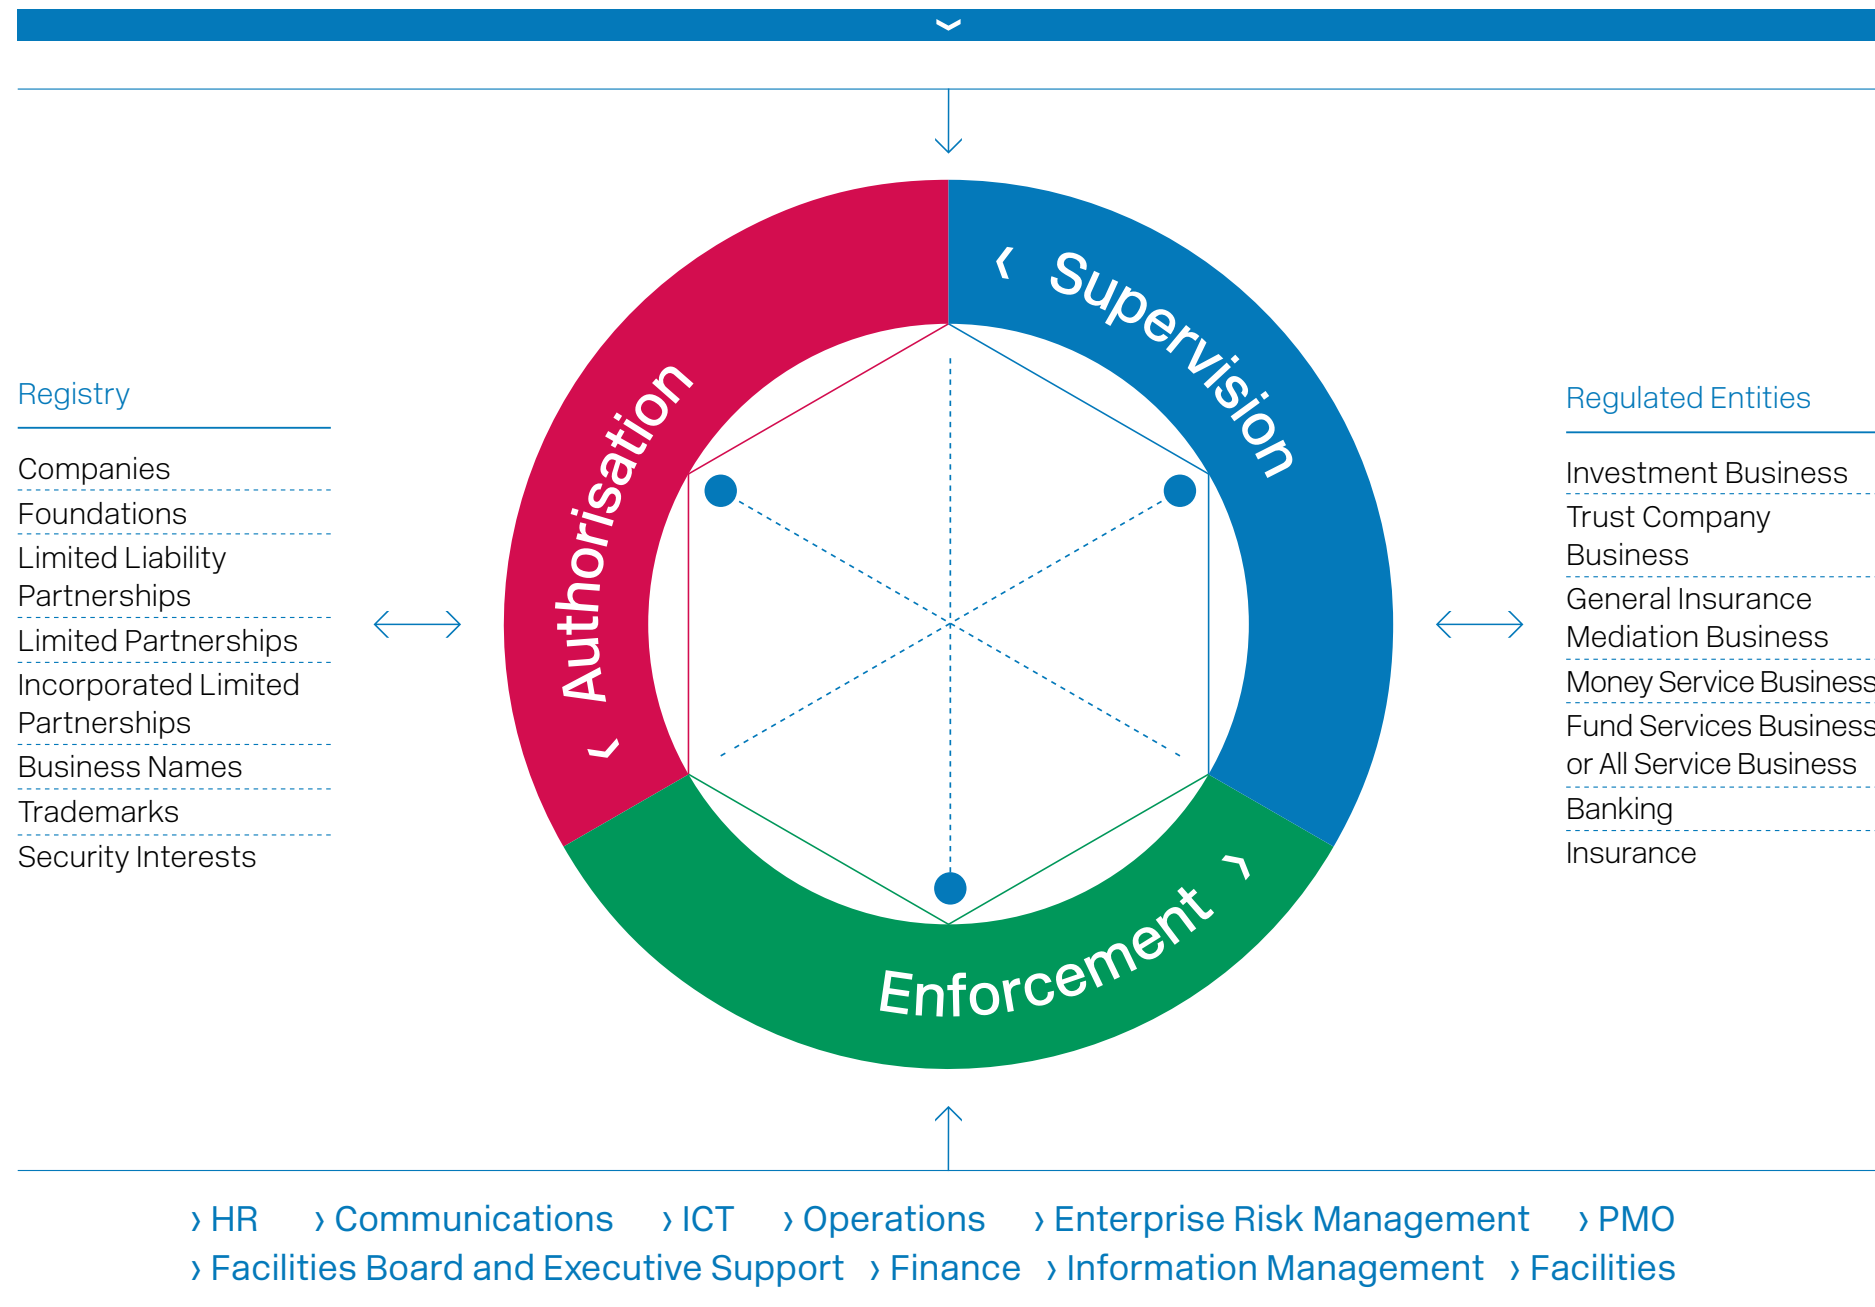 Supervision
Authorisation
Enforcement
Registry
Companies
Foundations
Limited Liability
Partnerships
Limited Partnerships
Incorporated Limited
Partnerships
Business Names
Trademarks
Security Interests
Regulated Entities
Investment Business
Trust Company
Business
General Insurance
Mediation Business
Money Service Business
Fund Services Business
or All Service Business
Banking
Insurance
› HR › Communications › ICT › Operations › Enterprise Risk Management › PMO
› Facilities Board and Executive Support › Finance › Information Management › Facilities